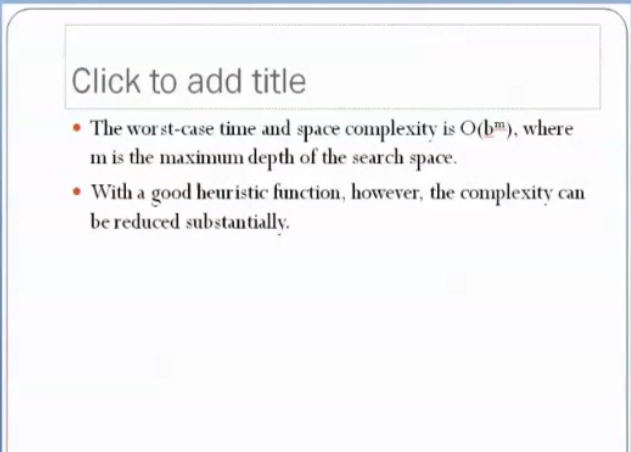 Click to add title
• The worst-case time and space complexity is O(bᵐ), where
m is the maximum depth of the search space.
• With a good heuristic function, however, the complexity can
be reduced substantially.